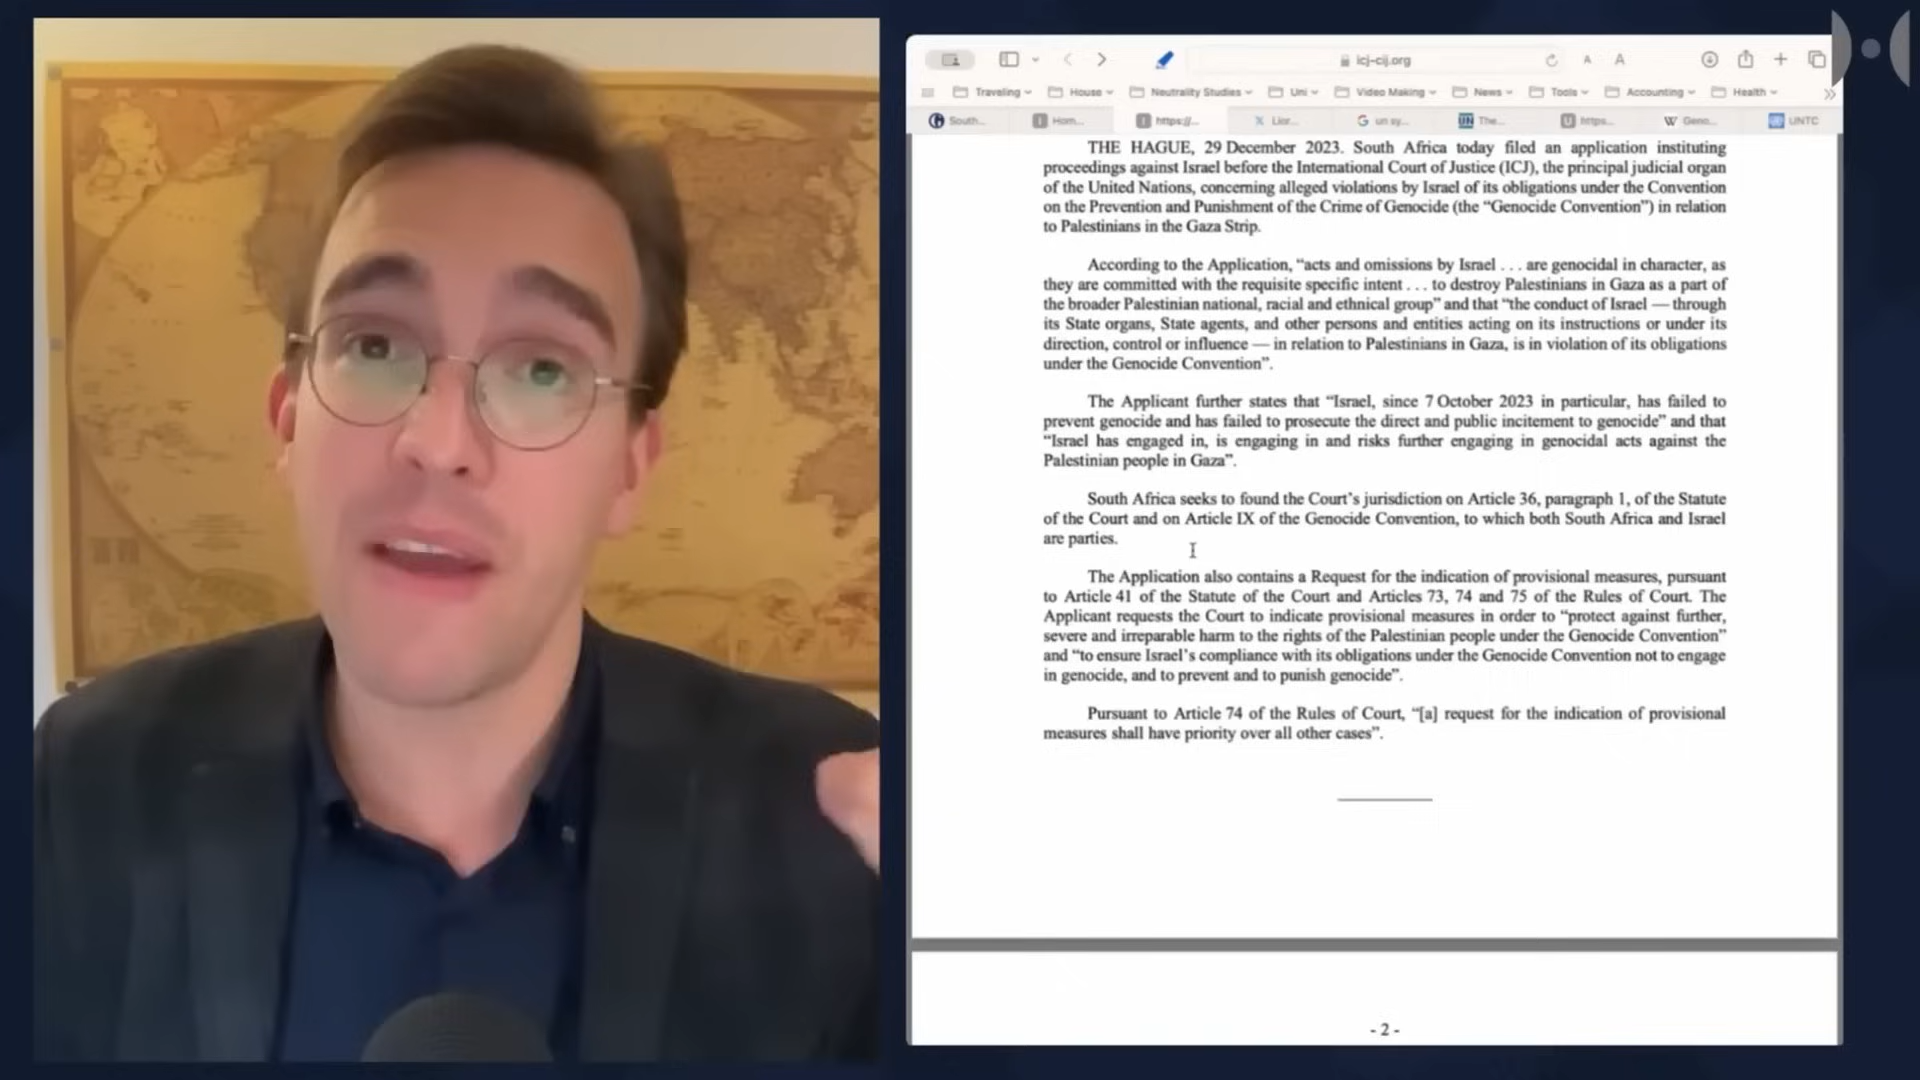 icj-cij.org
A A
Traveling House Neutrality Studies Uni Video Making News Tools Accounting Health
South... Hom... https://... Lior... un sy... The... https... Geno... UNTC
THE HAGUE, 29 December 2023. South Africa today filed an application instituting
proceedings against Israel before the International Court of Justice (ICJ), the principal judicial organ
of the United Nations, concerning alleged violations by Israel of its obligations under the Convention
on the Prevention and Punishment of the Crime of Genocide (the “Genocide Convention”) in relation
to Palestinians in the Gaza Strip.
According to the Application, “acts and omissions by Israel . . . are genocidal in character, as
they are committed with the requisite specific intent . . . to destroy Palestinians in Gaza as a part of
the broader Palestinian national, racial and ethnical group” and that “the conduct of Israel — through
its State organs, State agents, and other persons and entities acting on its instructions or under its
direction, control or influence — in relation to Palestinians in Gaza, is in violation of its obligations
under the Genocide Convention”.
The Applicant further states that “Israel, since 7 October 2023 in particular, has failed to
prevent genocide and has failed to prosecute the direct and public incitement to genocide” and that
“Israel has engaged in, is engaging in and risks further engaging in genocidal acts against the
Palestinian people in Gaza”.
South Africa seeks to found the Court’s jurisdiction on Article 36, paragraph 1, of the Statute
of the Court and on Article IX of the Genocide Convention, to which both South Africa and Israel
are parties.
The Application also contains a Request for the indication of provisional measures, pursuant
to Article 41 of the Statute of the Court and Articles 73, 74 and 75 of the Rules of Court. The
Applicant requests the Court to indicate provisional measures in order to “protect against further,
severe and irreparable harm to the rights of the Palestinian people under the Genocide Convention”
and “to ensure Israel’s compliance with its obligations under the Genocide Convention not to engage
in genocide, and to prevent and to punish genocide”.
Pursuant to Article 74 of the Rules of Court, “[a] request for the indication of provisional
measures shall have priority over all other cases”.
- 2 -